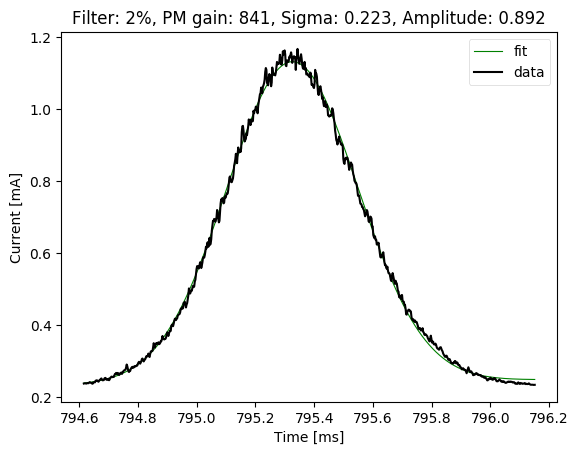 Filter: 2%, PM gain: 841, Sigma: 0.223, Amplitude: 0.892
fit
data
1.2
1.0
0.8
0.6
0.4
0.2
Current [mA]
794.6 794.8 795.0 795.2 795.4 795.6 795.8 796.0 796.2
Time [ms]